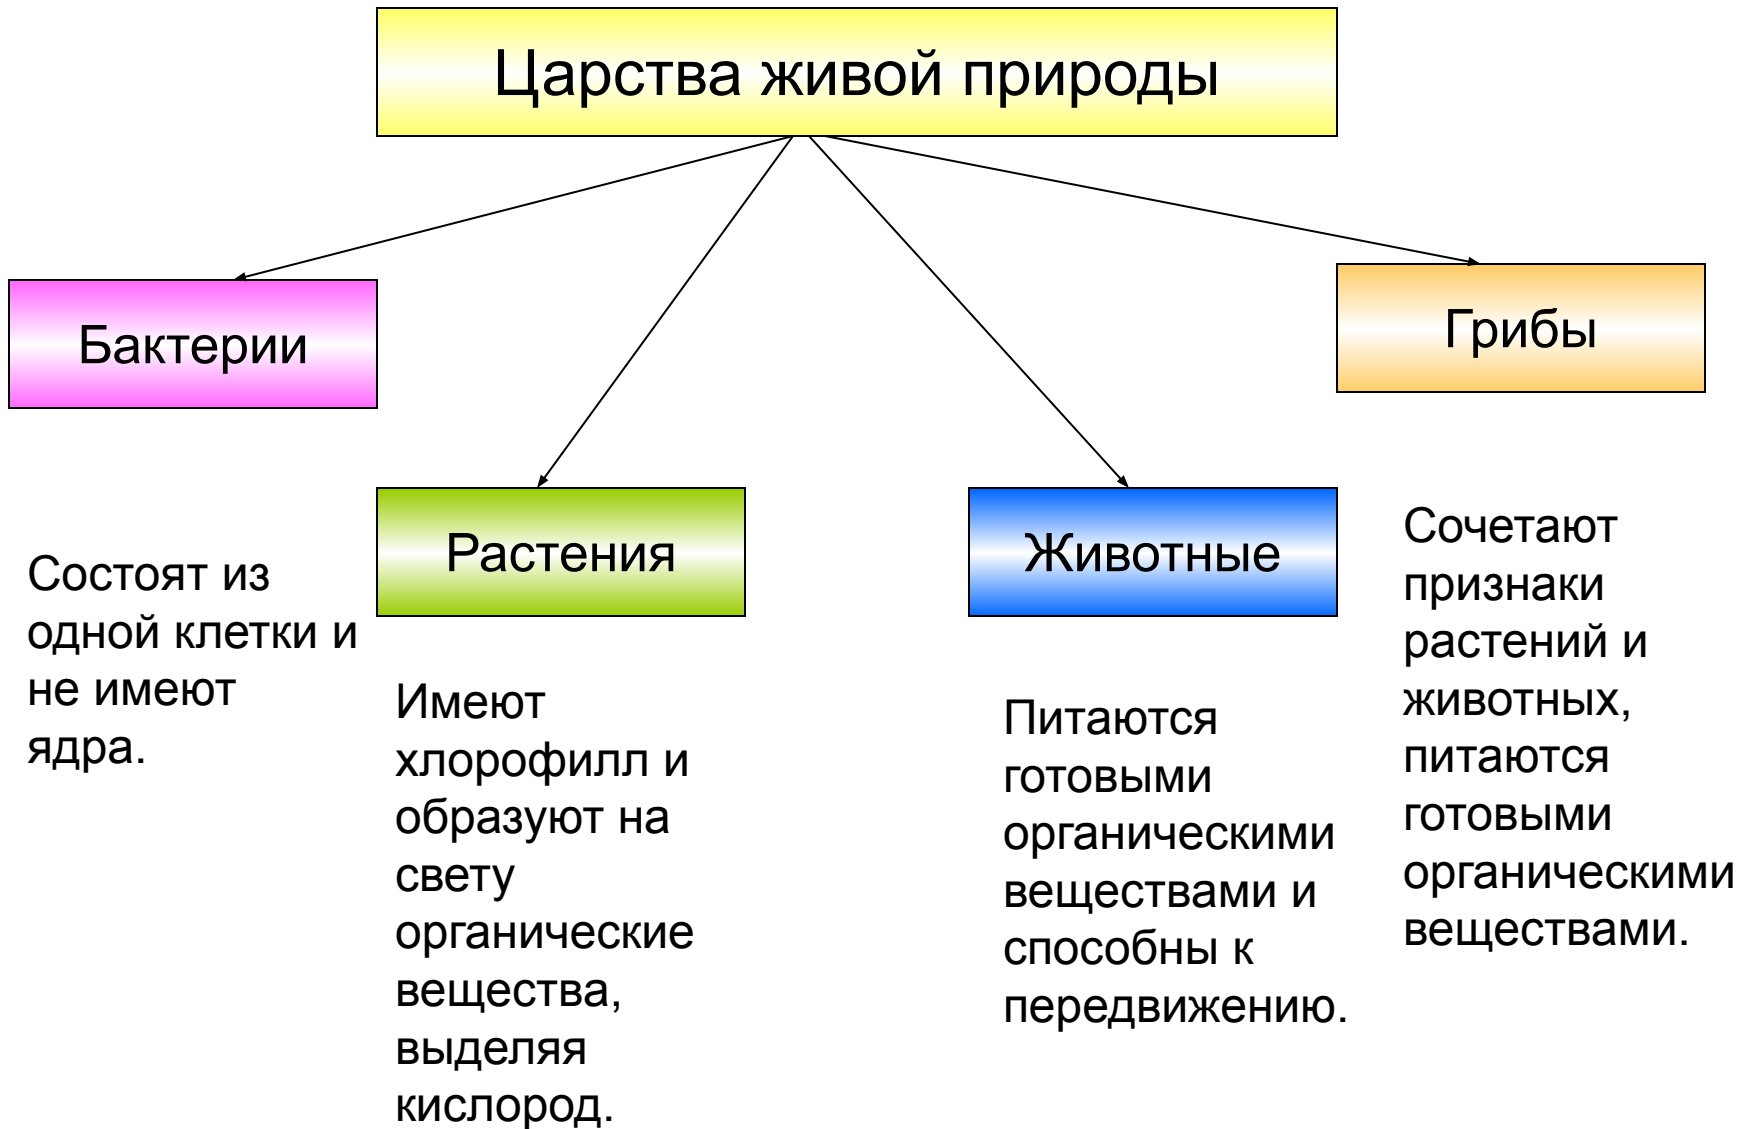 Царства живой природы
Бактерии
Состоят из
одной клетки и
не имеют
ядра.
Растения
Имеют
хлорофилл и
образуют на
свету
органические
вещества,
выделяя
кислород.
Животные
Питаются
готовыми
органическими
веществами и
способны к
передвижению.
Грибы
Сочетают
признаки
растений и
животных,
питаются
готовыми
органическими
веществами.